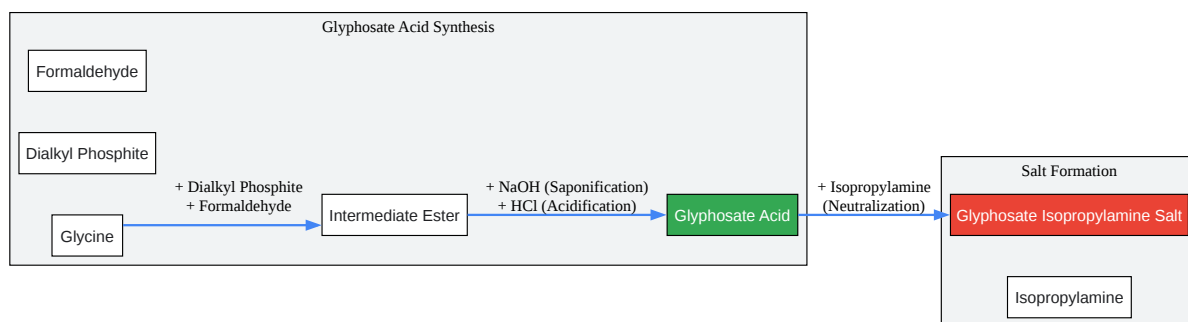 Glyphosate Acid Synthesis
Formaldehyde
Dialkyl Phosphite
Glycine
+ Dialkyl Phosphite
+ Formaldehyde
Intermediate Ester
+ NaOH (Saponification)
+ HCl (Acidification)
Glyphosate Acid
+ Isopropylamine
(Neutralization)
Salt Formation
Glyphosate Isopropylamine Salt
Isopropylamine